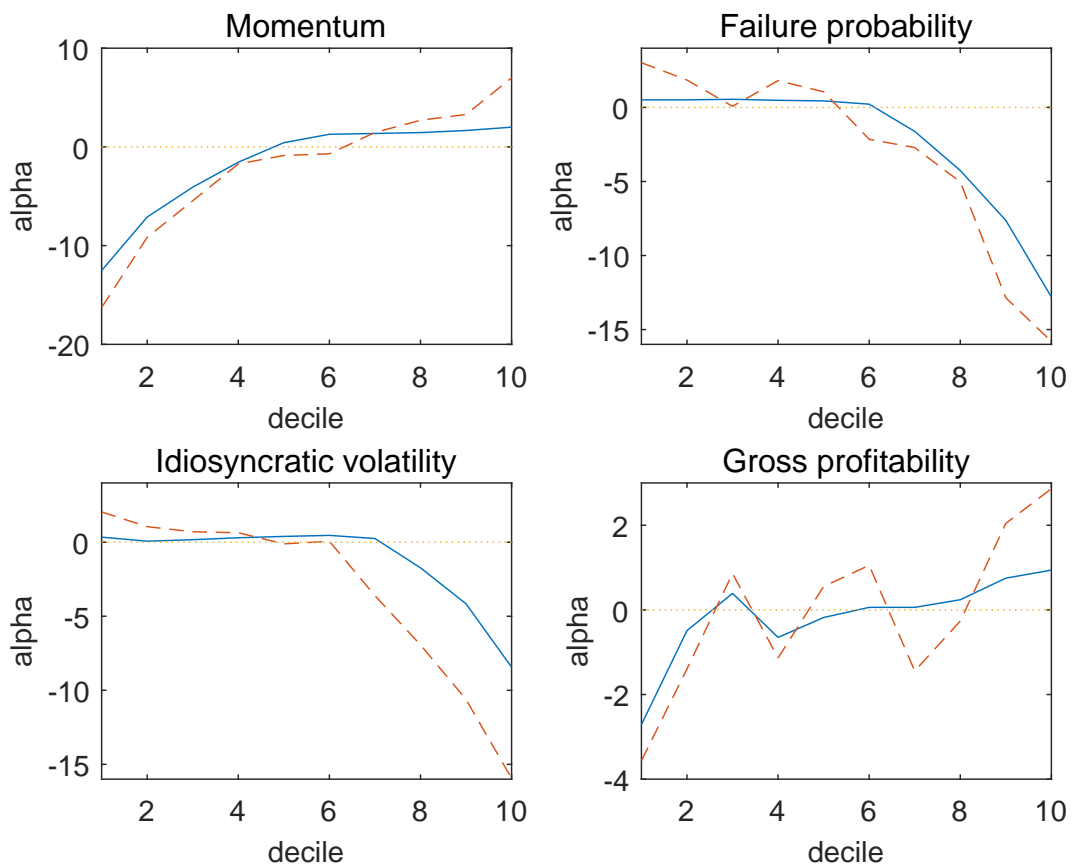 Momentum
10
0
-10
-20
alpha
2 4 6 8 10
decile
Failure probability
0
-5
-10
-15
alpha
2 4 6 8 10
decile
Idiosyncratic volatility
0
-5
-10
-15
alpha
2 4 6 8 10
decile
Gross profitability
2
0
-2
-4
alpha
2 4 6 8 10
decile